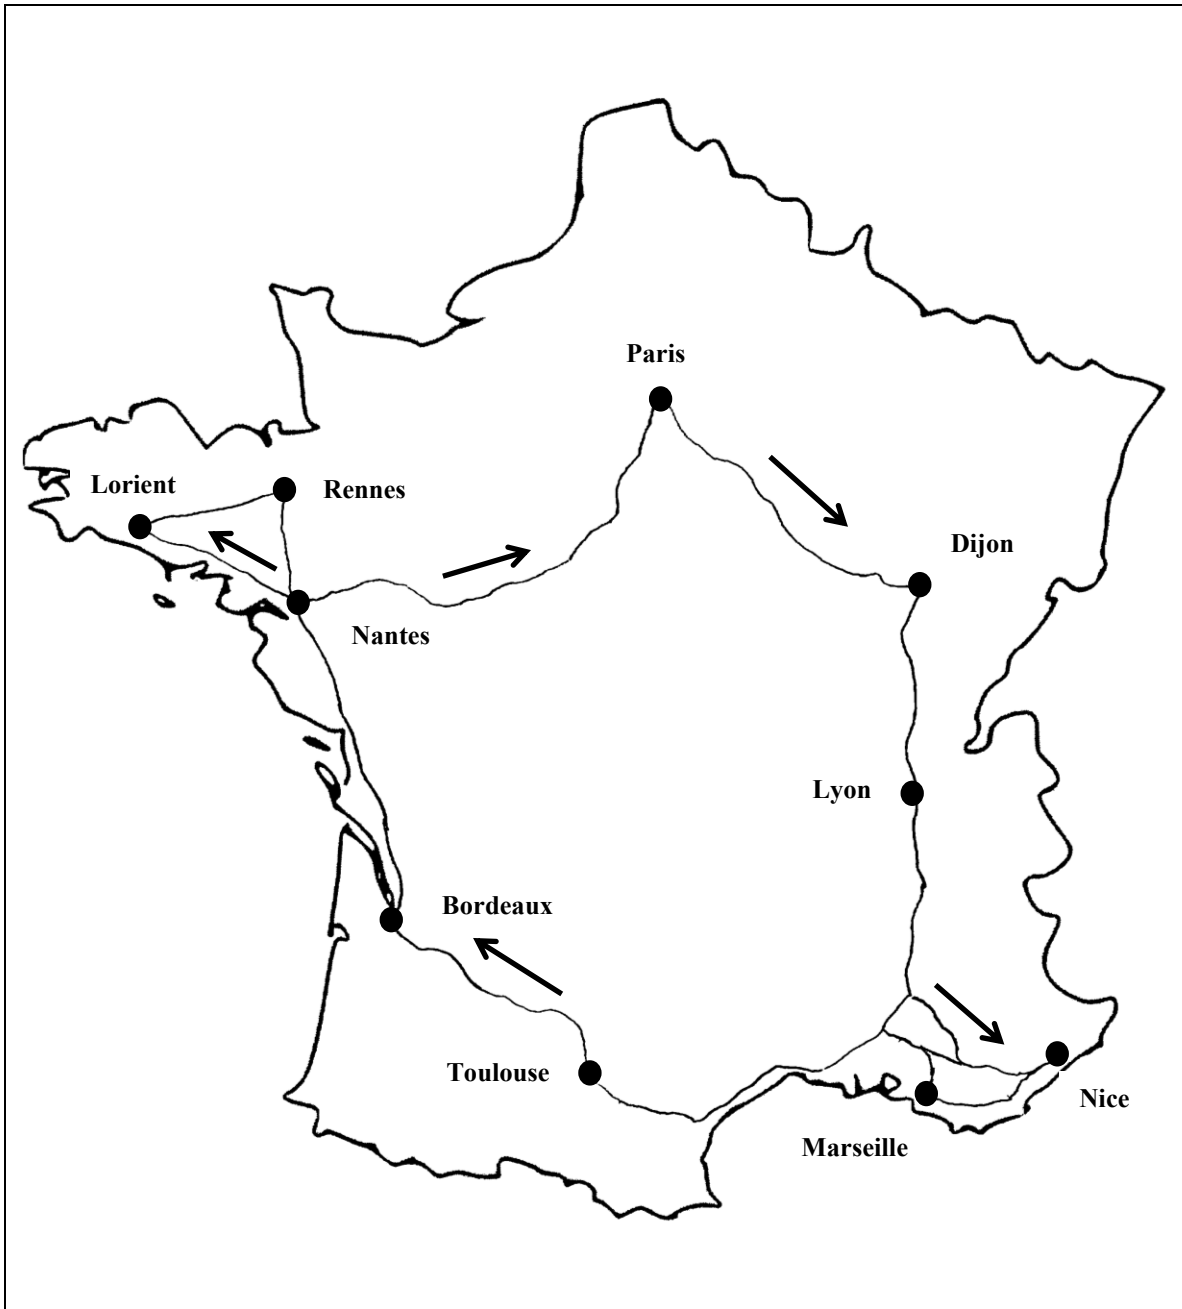 Paris
Lorient
Rennes
Dijon
Nantes
Lyon
Bordeaux
Toulouse
Nice
Marseille